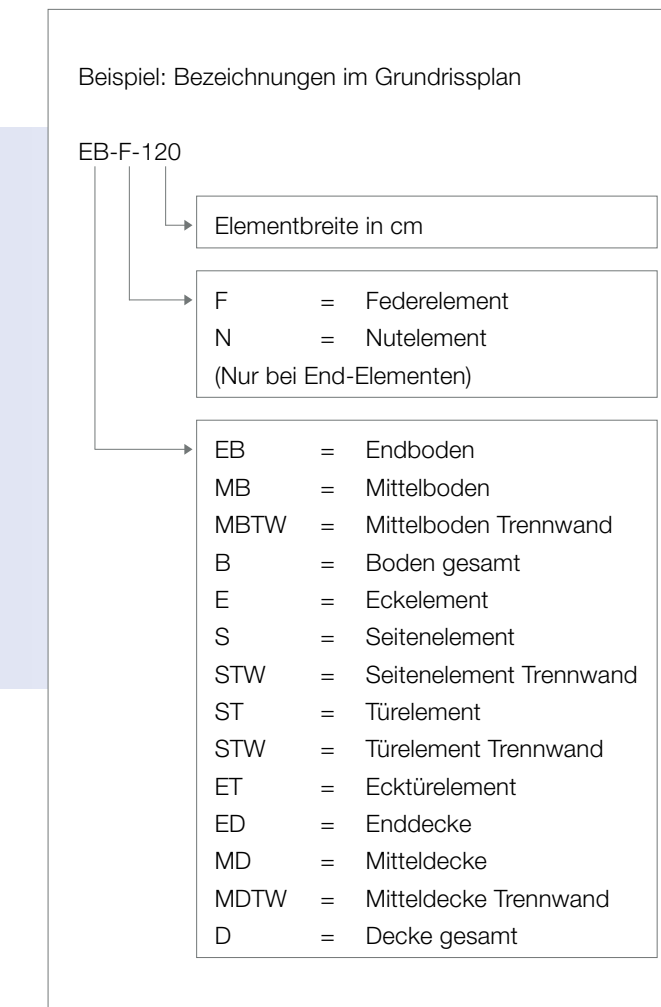 Beispiel: Bezeichnungen im Grundrissplan
EB-F-120
Elementbreite in cm
F = Federelement
N = Nutelement
(Nur bei End-Elementen)
EB = Endboden
MB = Mittelboden
MBTW = Mittelboden Trennwand
B = Boden gesamt
E = Eckelement
S = Seitenelement
STW = Seitenelement Trennwand
ST = Türelement
STW = Türelement Trennwand
ET = Ecktürelement
ED = Enddecke
MD = Mitteldecke
MDTW = Mitteldecke Trennwand
D = Decke gesamt